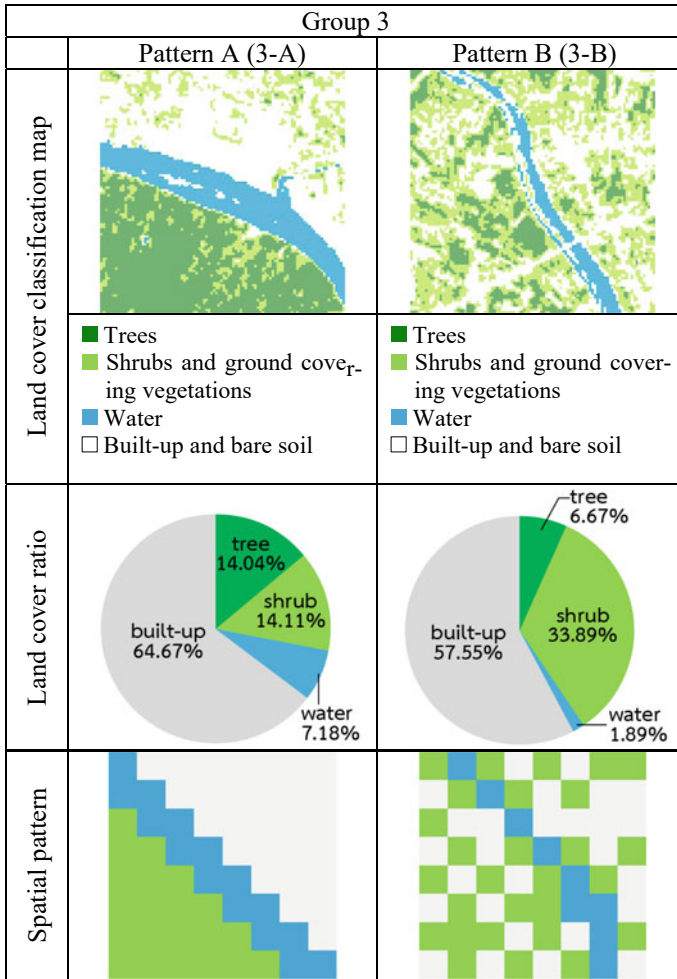 Group 3
Pattern A (3-A)
Pattern B (3-B)
Land cover classification map
Trees
Shrubs and ground cover-
ing vegetations
Water
Built-up and bare soil
Trees
Shrubs and ground cover-
ing vegetations
Water
Built-up and bare soil
Land cover ratio
tree
14.04%
shrub
14.11%
built-up
64.67%
water
7.18%
tree
6.67%
shrub
33.89%
built-up
57.55%
water
1.89%
Spatial pattern